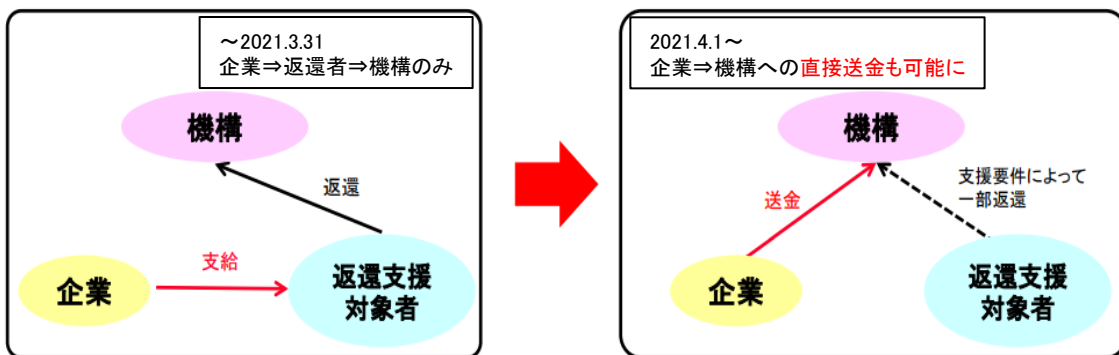 ～2021.3.31
企業⇒返還者⇒機構のみ
機構
返還
支給
企業
返還支援
対象者
2021.4.1～
企業⇒機構への直接送金も可能に
機構
送金
支援要件によって
一部返還
企業
返還支援
対象者